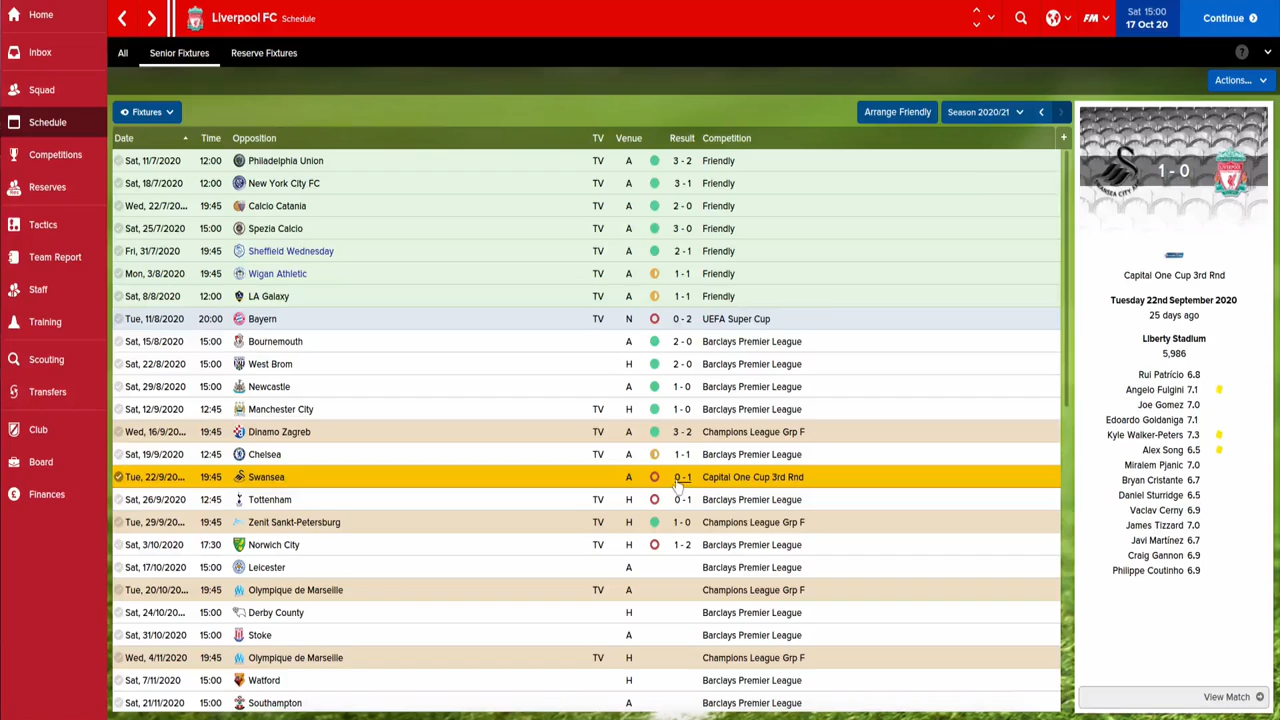 Home
Inbox
Squad
Schedule
Competitions
Reserves
Tactics
Team Report
Staff
Training
Scouting
Transfers
Club
Board
Finances
Liverpool FC Schedule
FM
Sat 15:00
17 Oct 20
Continue
All Senior Fixtures Reserve Fixtures
?
Actions...
Fixtures
Arrange Friendly
Season 2020/21
Date Time Opposition TV Venue Result Competition +
Sat, 11/7/2020 12:00 Philadelphia Union TV A 3 - 2 Friendly
Sat, 18/7/2020 12:00 New York City FC TV A 3 - 1 Friendly
Wed, 22/7/20... 19:45 Calcio Catania TV A 2 - 0 Friendly
Sat, 25/7/2020 15:00 Spezia Calcio TV A 3 - 0 Friendly
Fri, 31/7/2020 19:45 Sheffield Wednesday TV A 2 - 1 Friendly
Mon, 3/8/2020 19:45 Wigan Athletic TV A 1 - 1 Friendly
Sat, 8/8/2020 12:00 LA Galaxy TV A 1 - 1 Friendly
Tue, 11/8/2020 20:00 Bayern TV N 0 - 2 UEFA Super Cup
Sat, 15/8/2020 15:00 Bournemouth A 2 - 0 Barclays Premier League
Sat, 22/8/2020 15:00 West Brom H 2 - 0 Barclays Premier League
Sat, 29/8/2020 15:00 Newcastle A 1 - 0 Barclays Premier League
Sat, 12/9/2020 12:45 Manchester City TV H 1 - 0 Barclays Premier League
Wed, 16/9/20... 19:45 Dinamo Zagreb TV A 3 - 2 Champions League Grp F
Sat, 19/9/2020 12:45 Chelsea TV A 1 - 1 Barclays Premier League
Tue, 22/9/20... 19:45 Swansea A 0 - 1 Capital One Cup 3rd Rnd
Sat, 26/9/2020 12:45 Tottenham TV H 0 - 1 Barclays Premier League
Tue, 29/9/20... 19:45 Zenit Sankt-Petersburg TV H 1 - 0 Champions League Grp F
Sat, 3/10/2020 17:30 Norwich City TV H 1 - 2 Barclays Premier League
Sat, 17/10/2020 15:00 Leicester A Barclays Premier League
Tue, 20/10/20... 19:45 Olympique de Marseille TV A Champions League Grp F
Sat, 24/10/20... 15:00 Derby County H Barclays Premier League
Sat, 31/10/2020 15:00 Stoke A Barclays Premier League
Wed, 4/11/2020 19:45 Olympique de Marseille TV H Champions League Grp F
Sat, 7/11/2020 15:00 Watford H Barclays Premier League
Sat, 21/11/2020 15:00 Southampton A Barclays Premier League
1 - 0
Capital One Cup 3rd Rnd
Tuesday 22nd September 2020
25 days ago
Liberty Stadium
5,986
Rui Patrício 6.8
Angelo Fulgini 7.1
Joe Gomez 7.0
Edoardo Goldaniga 7.1
Kyle Walker-Peters 7.3
Alex Song 6.5
Miralem Pjanic 7.0
Bryan Cristante 6.7
Daniel Sturridge 6.5
Vaclav Cerny 6.9
James Tizzard 7.0
Javi Martínez 6.7
Craig Gannon 6.9
Philippe Coutinho 6.9
View Match